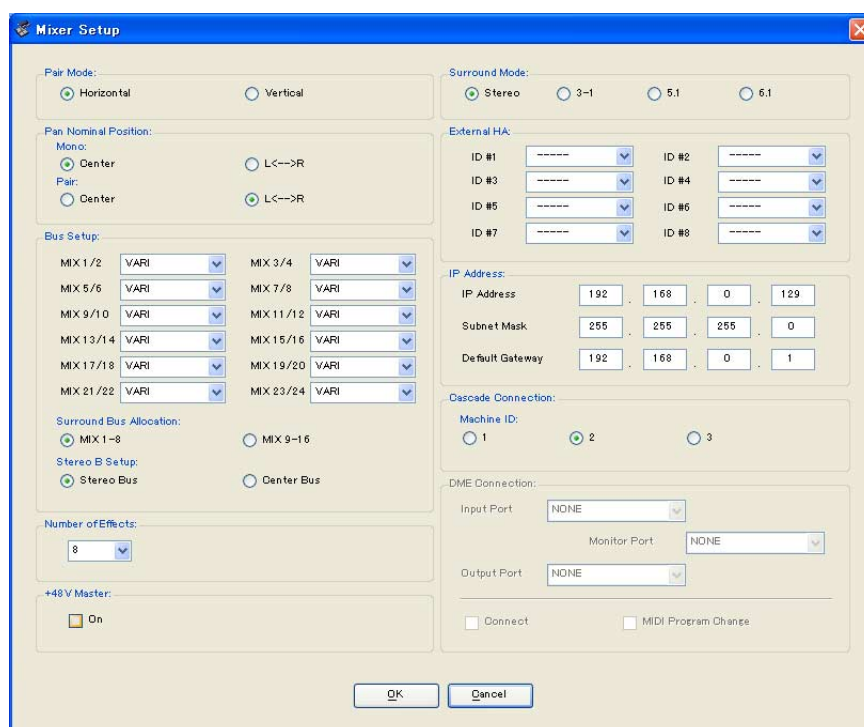 Mixer Setup
Pair Mode:
Horizontal Vertical
Pan Nominal Position:
Mono:
Center L<-->R
Pair:
Center L<-->R
Bus Setup:
MIX 1/2 VARI MIX 3/4 VARI
MIX 5/6 VARI MIX 7/8 VARI
MIX 9/10 VARI MIX 11/12 VARI
MIX 13/14 VARI MIX 15/16 VARI
MIX 17/18 VARI MIX 19/20 VARI
MIX 21/22 VARI MIX 23/24 VARI
Surround Bus Allocation:
MIX 1-8 MIX 9-16
Stereo B Setup:
Stereo Bus Center Bus
Number of Effects:
8
+48V Master:
On
Surround Mode:
Stereo 3-1 5.1 6.1
External HA:
ID #1 ----- ID #2 -----
ID #3 ----- ID #4 -----
ID #5 ----- ID #6 -----
ID #7 ----- ID #8 -----
IP Address:
IP Address 192 . 168 . 0 . 129
Subnet Mask 255 . 255 . 255 . 0
Default Gateway 192 . 168 . 0 . 1
Cascade Connection:
Machine ID:
1 2 3
DME Connection:
Input Port NONE
Monitor Port NONE
Output Port NONE
Connect MIDI Program Change
OK Cancel